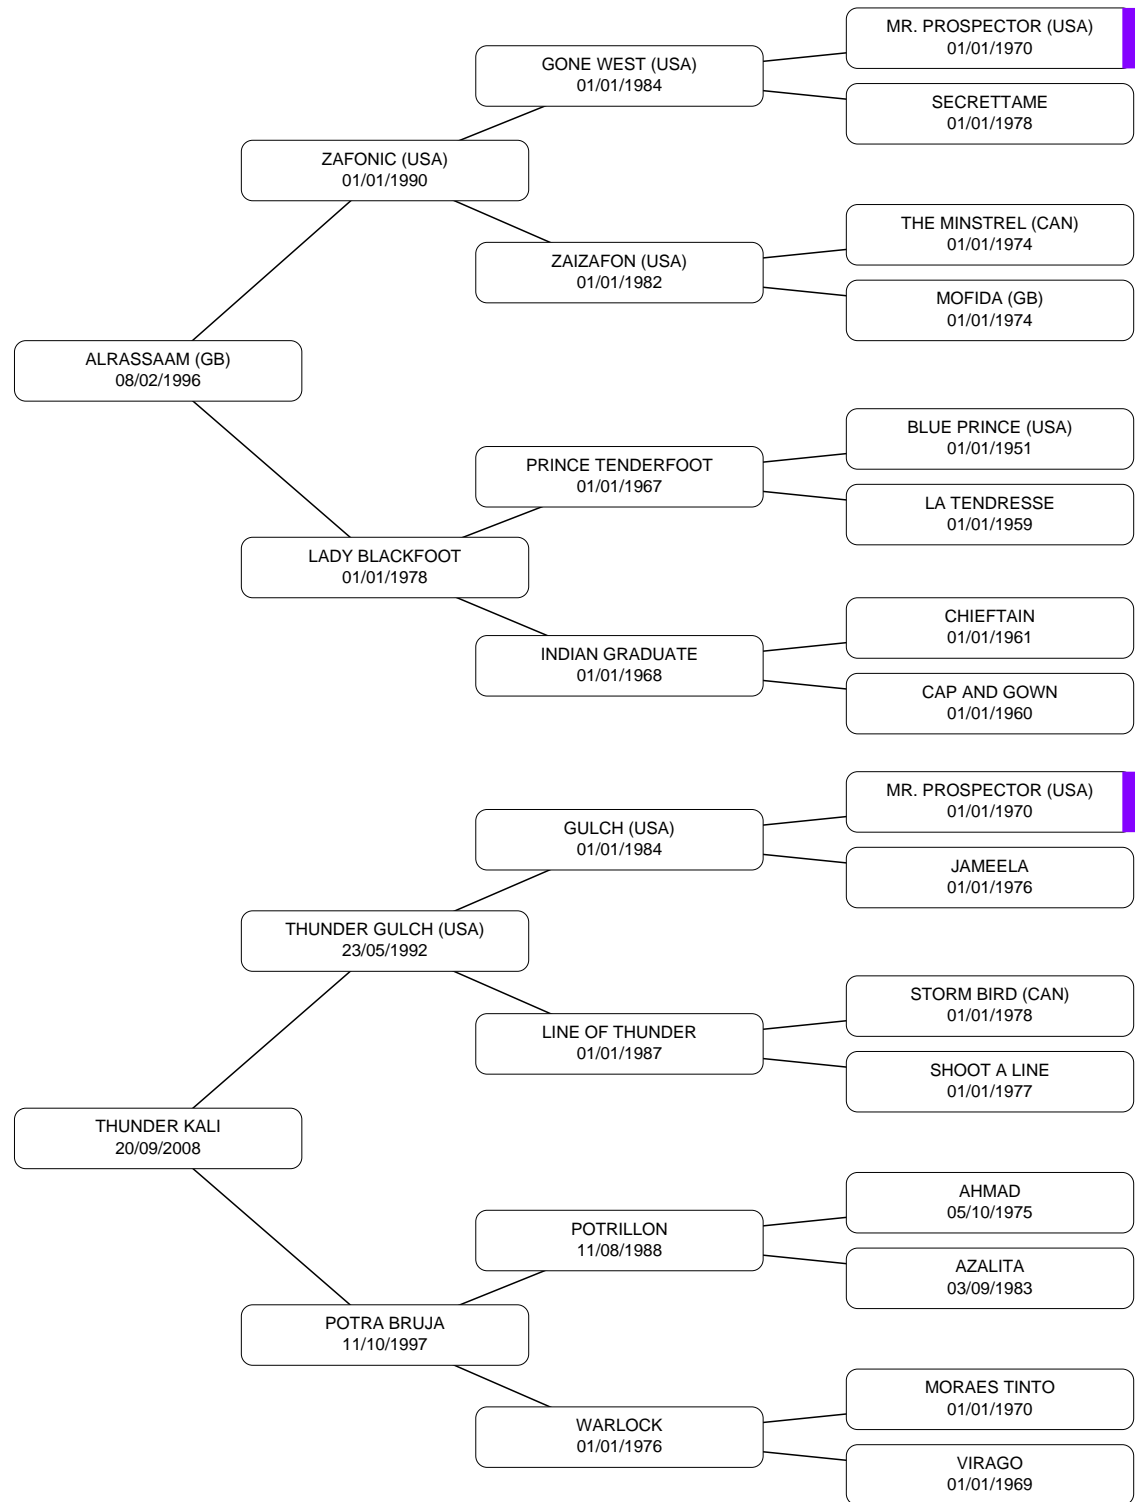 MR. PROSPECTOR (USA)
01/01/1970
GONE WEST (USA)
01/01/1984
SECRETTAME
01/01/1978
ZAFONIC (USA)
01/01/1990
THE MINSTREL (CAN)
01/01/1974
ZAIZAFON (USA)
01/01/1982
MOFIDA (GB)
01/01/1974
ALRASSAAM (GB)
08/02/1996
BLUE PRINCE (USA)
01/01/1951
PRINCE TENDERFOOT
01/01/1967
LA TENDRESSE
01/01/1959
LADY BLACKFOOT
01/01/1978
CHIEFTAIN
01/01/1961
INDIAN GRADUATE
01/01/1968
CAP AND GOWN
01/01/1960
MR. PROSPECTOR (USA)
01/01/1970
GULCH (USA)
01/01/1984
JAMEELA
01/01/1976
THUNDER GULCH (USA)
23/05/1992
STORM BIRD (CAN)
01/01/1978
LINE OF THUNDER
01/01/1987
SHOOT A LINE
01/01/1977
THUNDER KALI
20/09/2008
AHMAD
05/10/1975
POTRILLON
11/08/1988
AZALITA
03/09/1983
POTRA BRUJA
11/10/1997
MORAES TINTO
01/01/1970
WARLOCK
01/01/1976
VIRAGO
01/01/1969